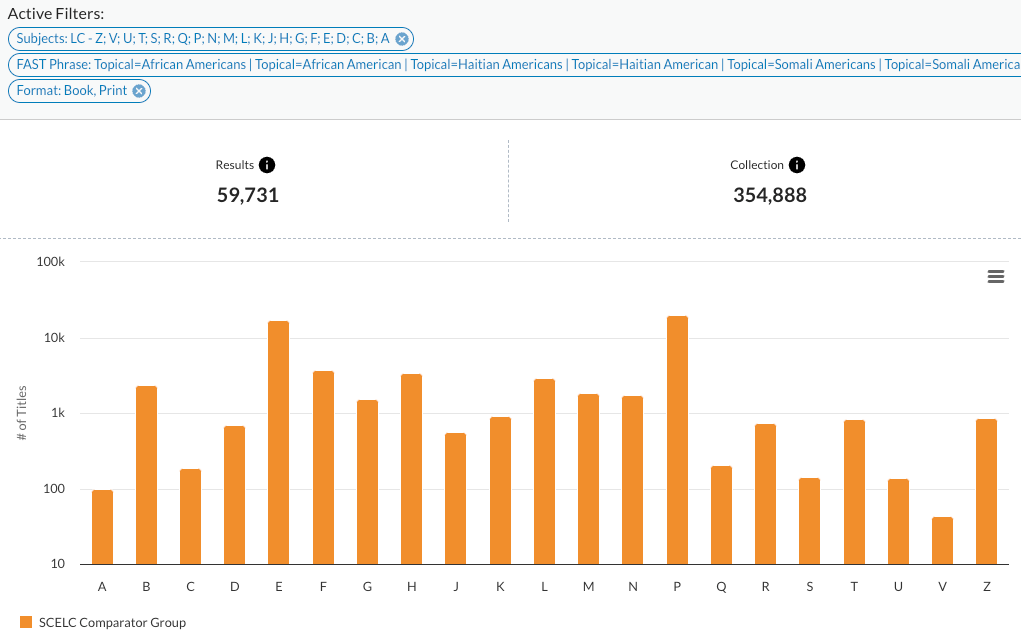 Active Filters:
Subjects: LC - Z; V; U; T; S; R; Q; P; N; M; L; K; J; H; G; F; E; D; C; B; A
FAST Phrase: Topical=African Americans | Topical=African American | Topical=Haitian Americans | Topical=Haitian American | Topical=Somali Americans | Topical=Somali America
Format: Book, Print
Results Collection
59,731 354,888
100k
10k
1k
100
10
# of Titles
A B C D E F G H J K L M N P Q R S T U V Z
SCELC Comparator Group